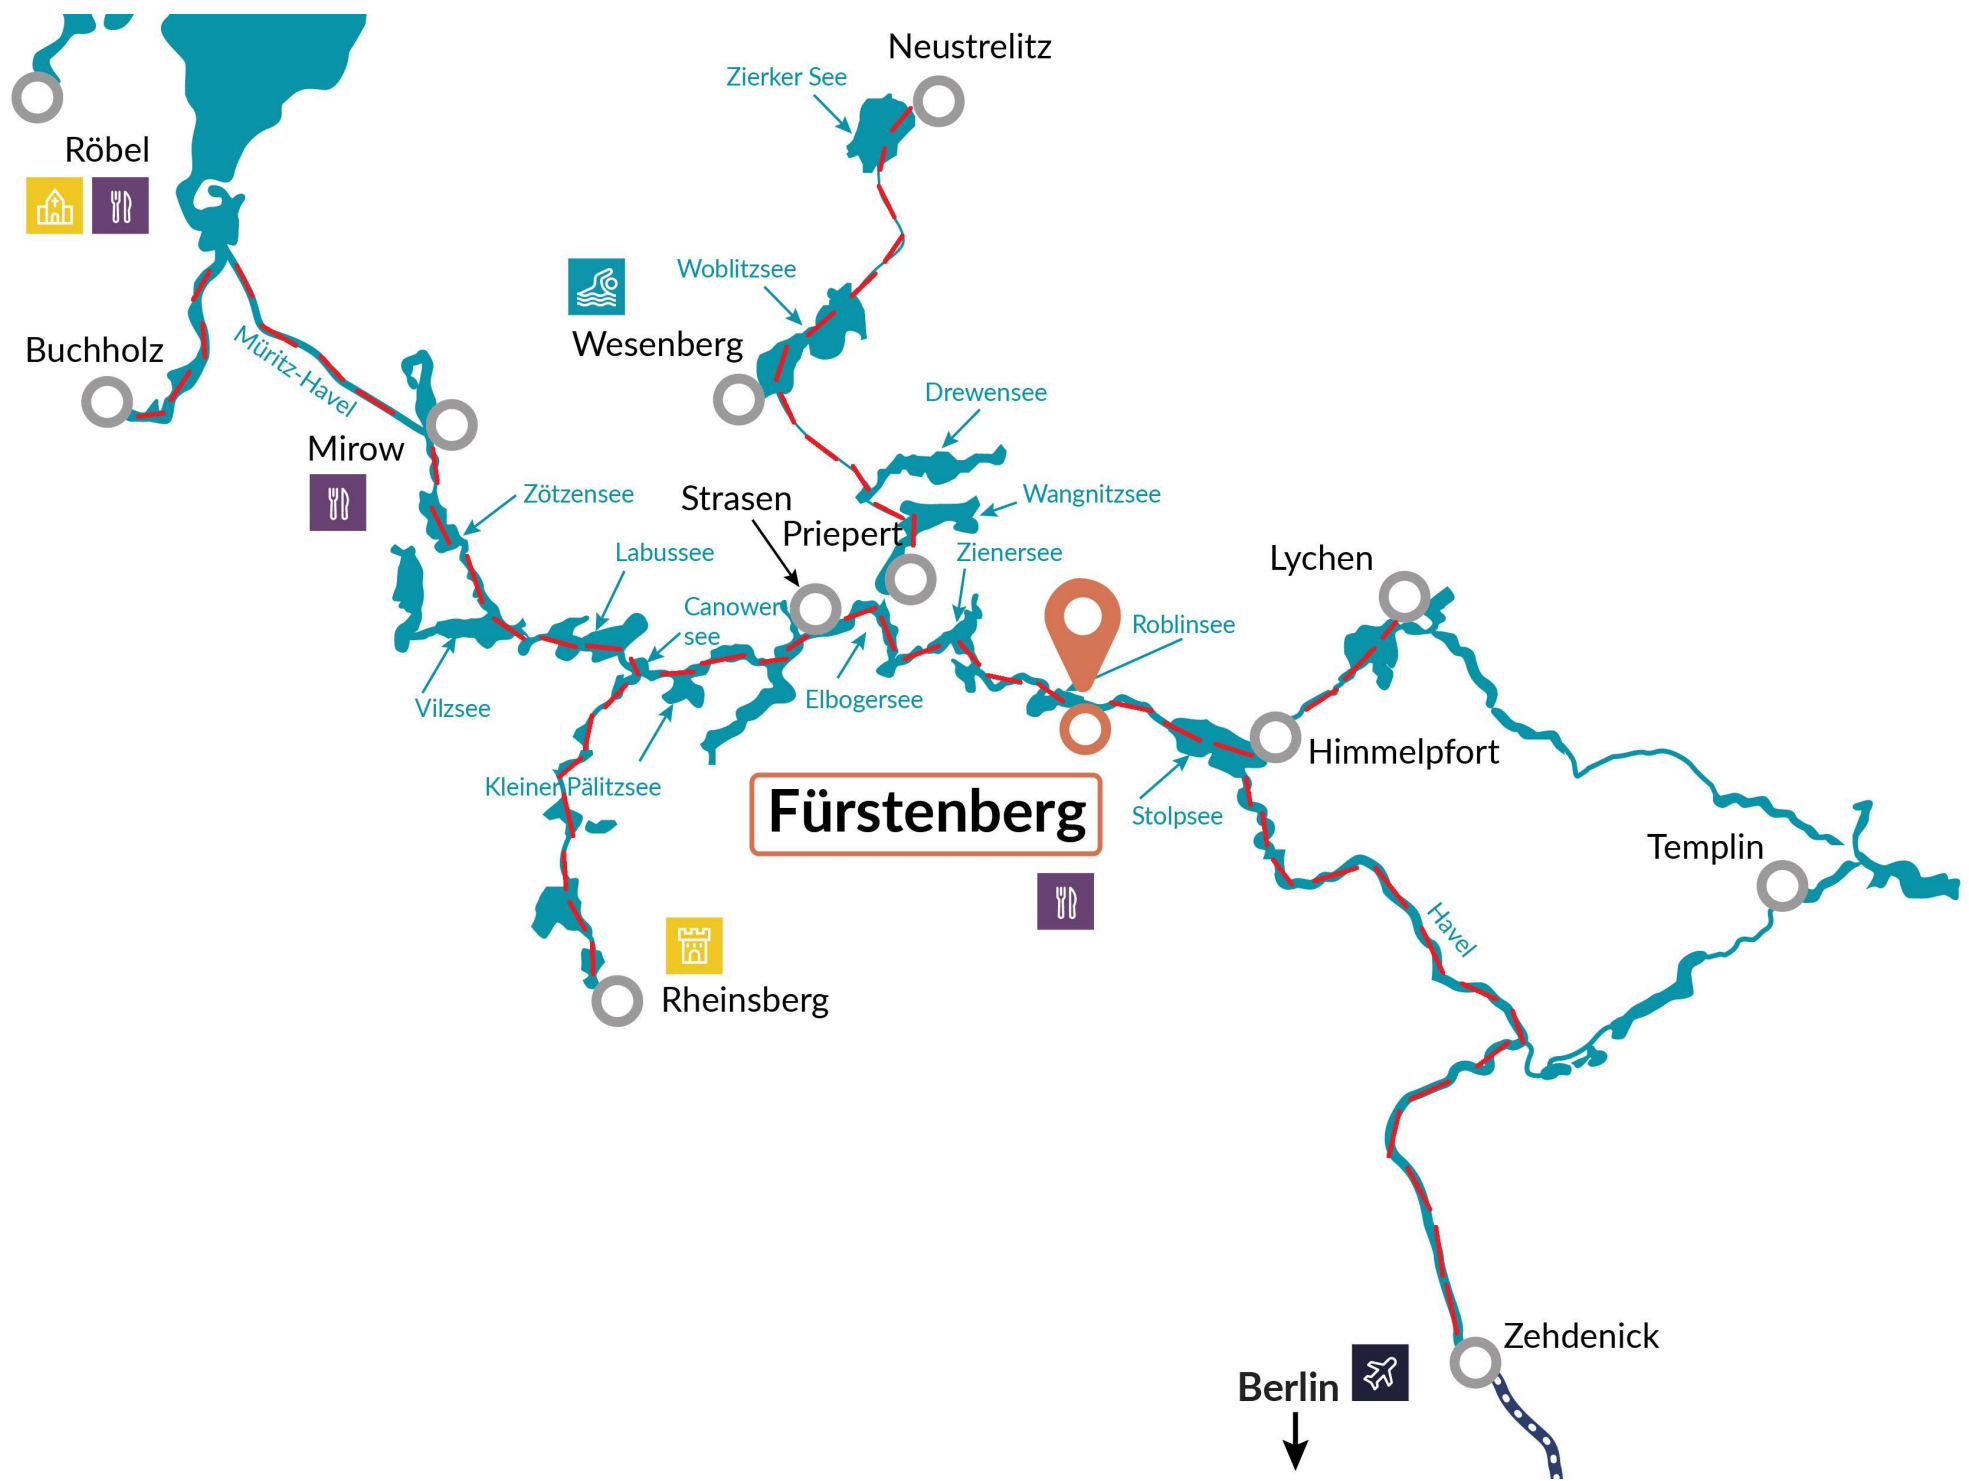 Neustrelitz
Zierker See
Röbel
Woblitzsee
Wesenberg
Buchholz
Müritz-Havel
Drewensee
Mirow
Zötzensee
Strasen
Wangnitzsee
Priepert
Labussee
Zienersee
Lychen
Canower
see
Roblinsee
Vilzsee
Elbogersee
Himmelpfort
Kleiner Pälitzsee
Fürstenberg
Stolpsee
Templin
Havel
Rheinsberg
Zehdenick
Berlin